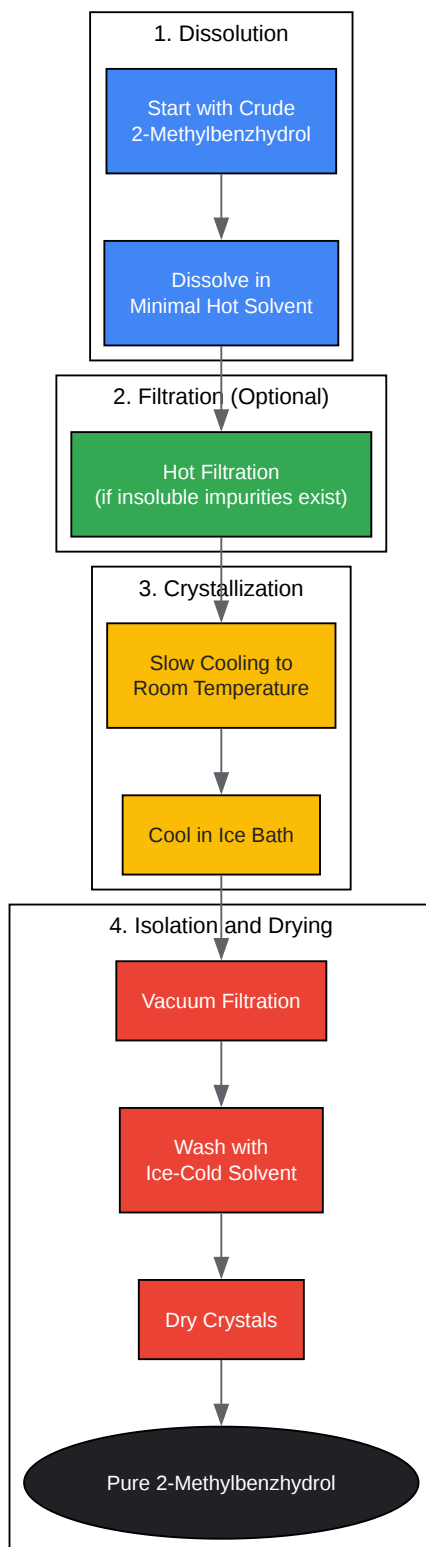 1. Dissolution
Start with Crude
2-Methylbenzhydrol
Dissolve in
Minimal Hot Solvent
2. Filtration (Optional)
Hot Filtration
(if insoluble impurities exist)
3. Crystallization
Slow Cooling to
Room Temperature
Cool in Ice Bath
4. Isolation and Drying
Vacuum Filtration
Wash with
Ice-Cold Solvent
Dry Crystals
Pure 2-Methylbenzhydrol